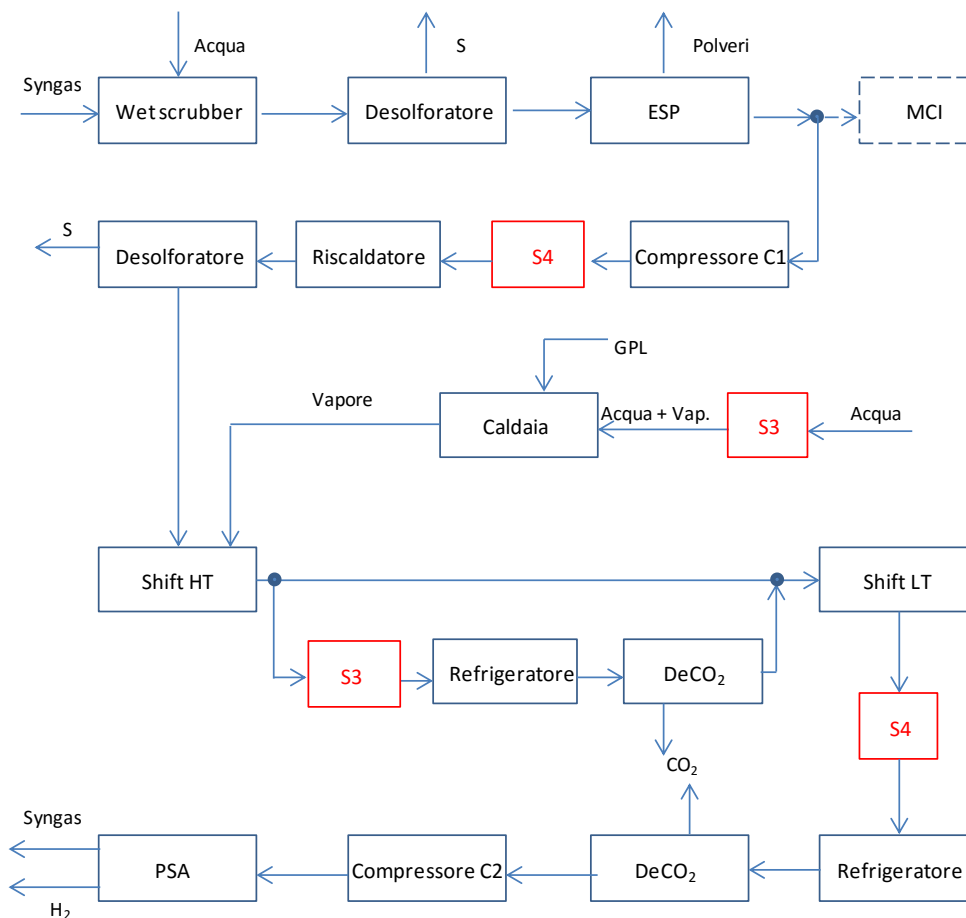 Acqua
S
Polveri
Syngas
Wet scrubber
Desolforatore
ESP
MCI
S
Desolforatore
Riscaldatore
S4
Compressore C1
GPL
Vapore
Caldaia
Acqua + Vap.
S3
Acqua
Shift HT
Shift LT
S3
Refrigeratore
DeCO₂
S4
CO₂
Syngas
PSA
Compressore C2
DeCO₂
Refrigeratore
H₂